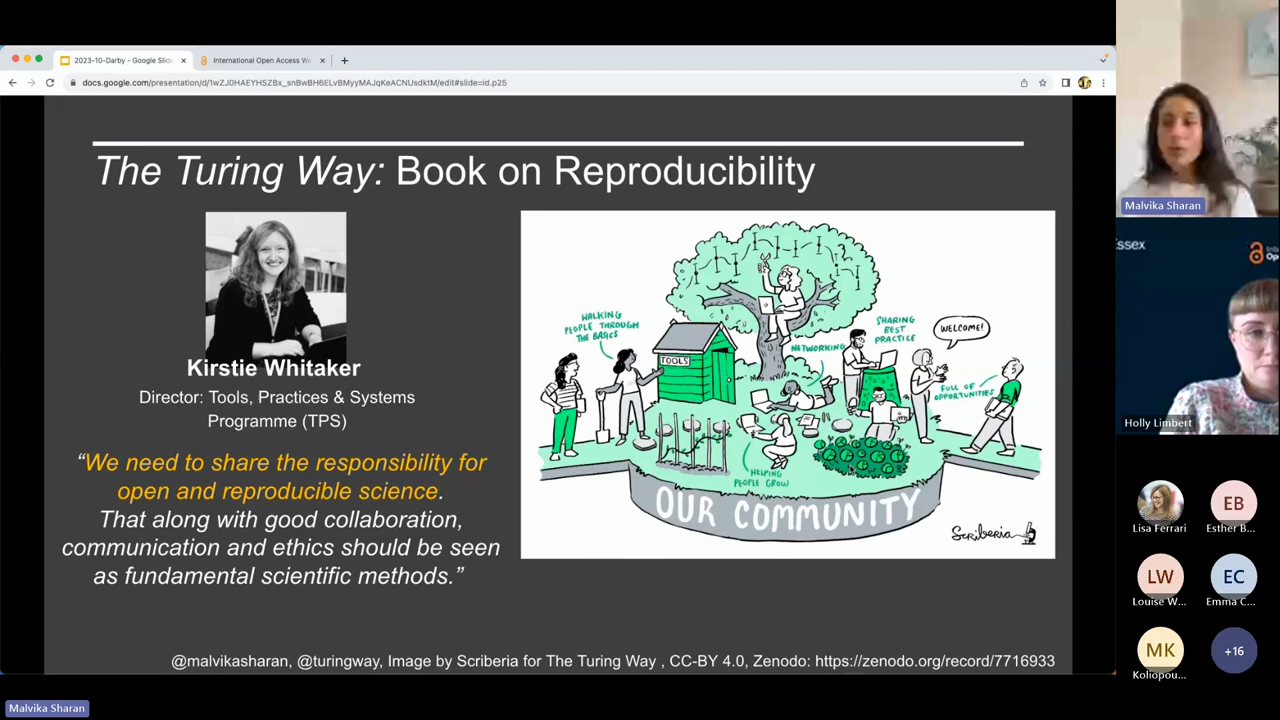 2023-10-Darby - Google Slid
International Open Access We
docs.google.com/presentation/d/1wZJ0HAEYHSZBx_snBwBH6ELvBMyyMAJqKeACNUsdktM/edit#slide=id.p25
The Turing Way: Book on Reproducibility
Kirstie Whitaker
Director: Tools, Practices & Systems
Programme (TPS)
“We need to share the responsibility for
open and reproducible science.
That along with good collaboration,
communication and ethics should be seen
as fundamental scientific methods.”
WALKING
PEOPLE THROUGH
THE BASICS
TOOLS
NETWORKING
SHARING
BEST
PRACTICE
WELCOME!
FULL OF
OPPORTUNITIES
HELPING
PEOPLE GROW
OUR COMMUNITY
Scriberia
@malvikasharan, @turingway, Image by Scriberia for The Turing Way , CC-BY 4.0, Zenodo: https://zenodo.org/record/7716933
Malvika Sharan
Essex
Inte
Op
Holly Limbert
Lisa Ferrari
EB
Esther B...
LW
Louise W...
EC
Emma C...
MK
Koliopou...
+16
Malvika Sharan